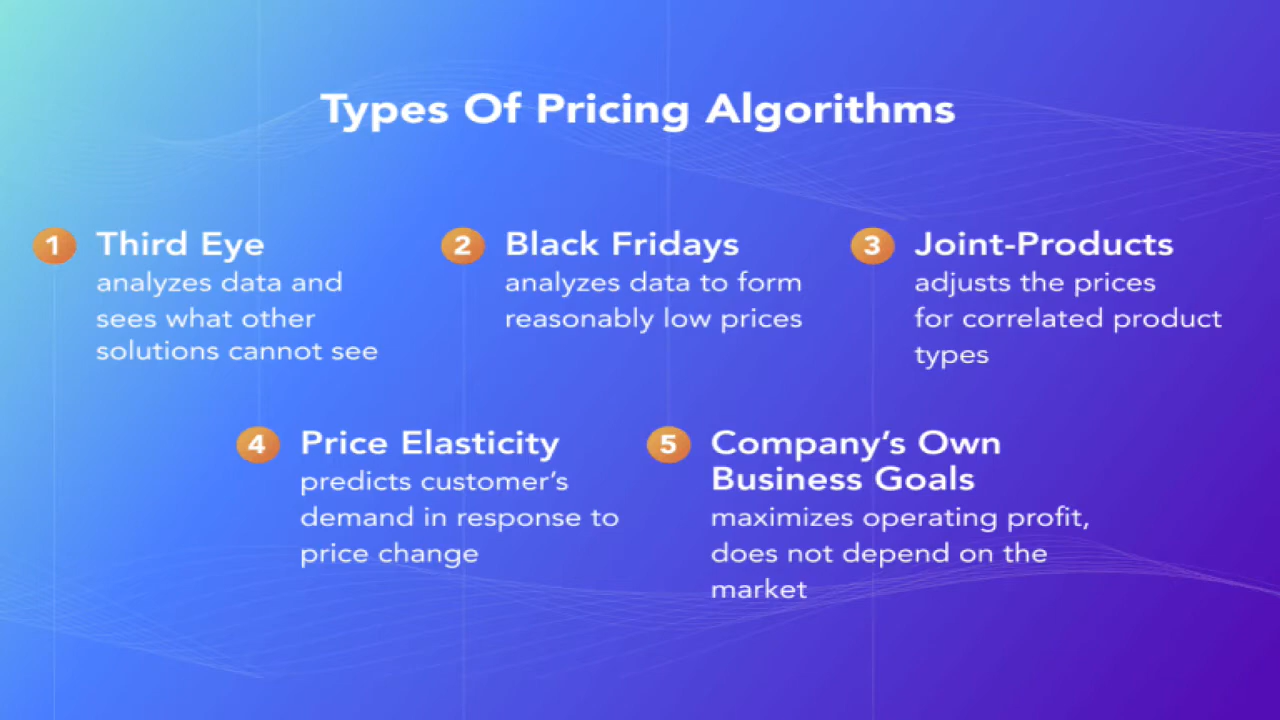 Types Of Pricing Algorithms
1 Third Eye
analyzes data and
sees what other
solutions cannot see
2 Black Fridays
analyzes data to form
reasonably low prices
3 Joint-Products
adjusts the prices
for correlated product
types
4 Price Elasticity
predicts customer’s
demand in response to
price change
5 Company’s Own
Business Goals
maximizes operating profit,
does not depend on the
market